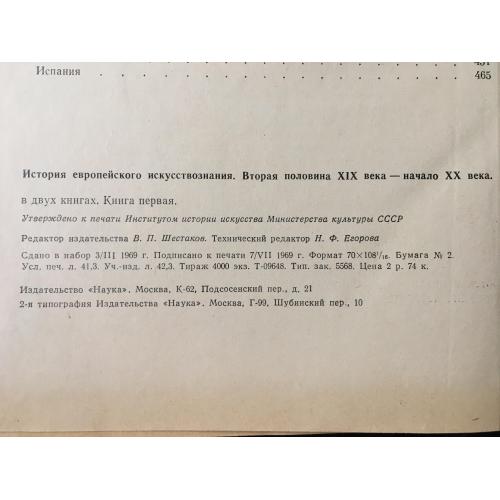 Испания . . . . . . . . . . . . . . . . 465
История европейского искусствознания. Вторая половина XIX века — начало XX века.
в двух книгах. Книга первая.
Утверждено к печати Институтом истории искусства Министерства культуры СССР
Редактор издательства В. П. Шестаков. Технический редактор Н. Ф. Егорова
Сдано в набор 3/III 1969 г. Подписано к печати 7/VII 1969 г. Формат 70×108¹/₁₆. Бумага № 2.
Усл. печ. л. 41,3. Уч.-изд. л. 42,3. Тираж 4000 экз. Т-09648. Тип. зак. 5568. Цена 2 р. 74 к.
Издательство «Наука». Москва, К-62, Подсосенский пер., д. 21
2-я типография Издательства «Наука». Москва, Г-99, Шубинский пер., 10